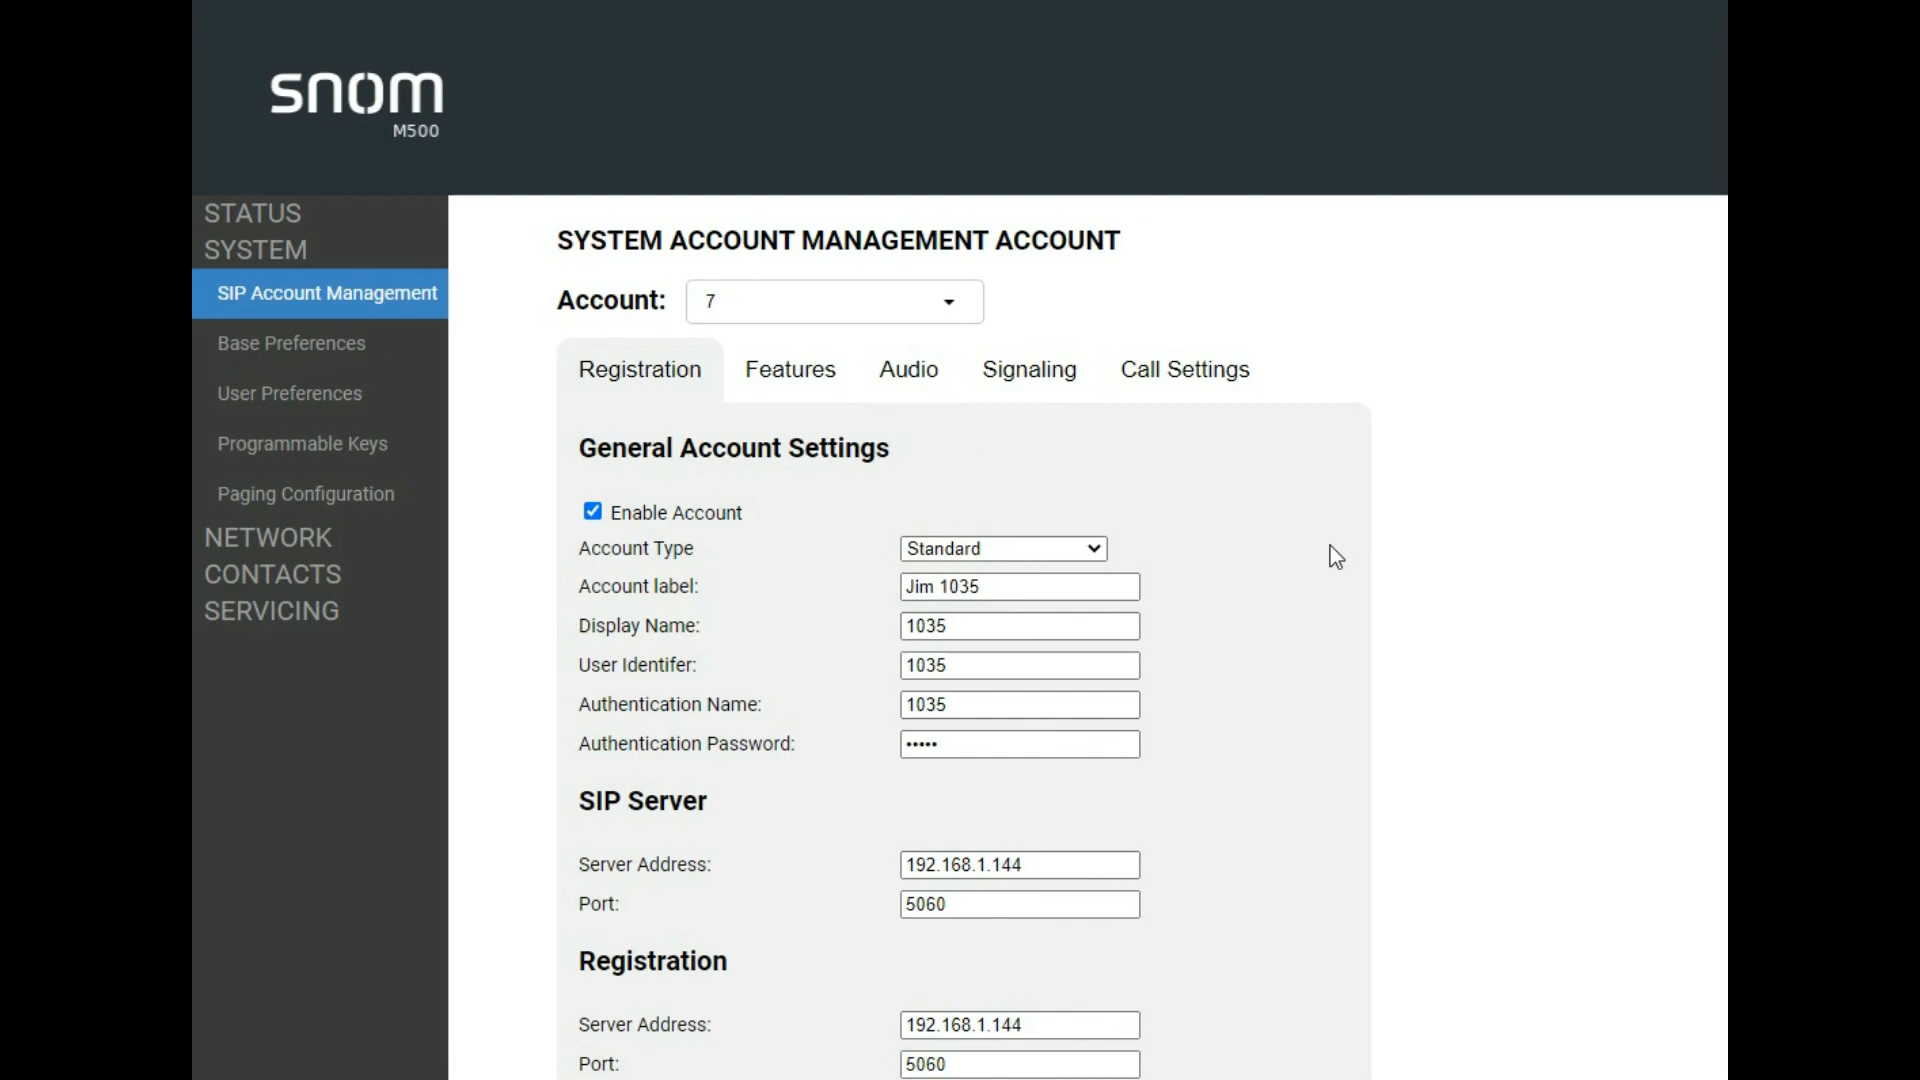 snom
M500
STATUS
SYSTEM
SIP Account Management
Base Preferences
User Preferences
Programmable Keys
Paging Configuration
NETWORK
CONTACTS
SERVICING
SYSTEM ACCOUNT MANAGEMENT ACCOUNT
Account: 7
Registration Features Audio Signaling Call Settings
General Account Settings
Enable Account
Account Type Standard
Account label: Jim 1035
Display Name: 1035
User Identifer: 1035
Authentication Name: 1035
Authentication Password: •••••
SIP Server
Server Address: 192.168.1.144
Port: 5060
Registration
Server Address: 192.168.1.144
Port: 5060